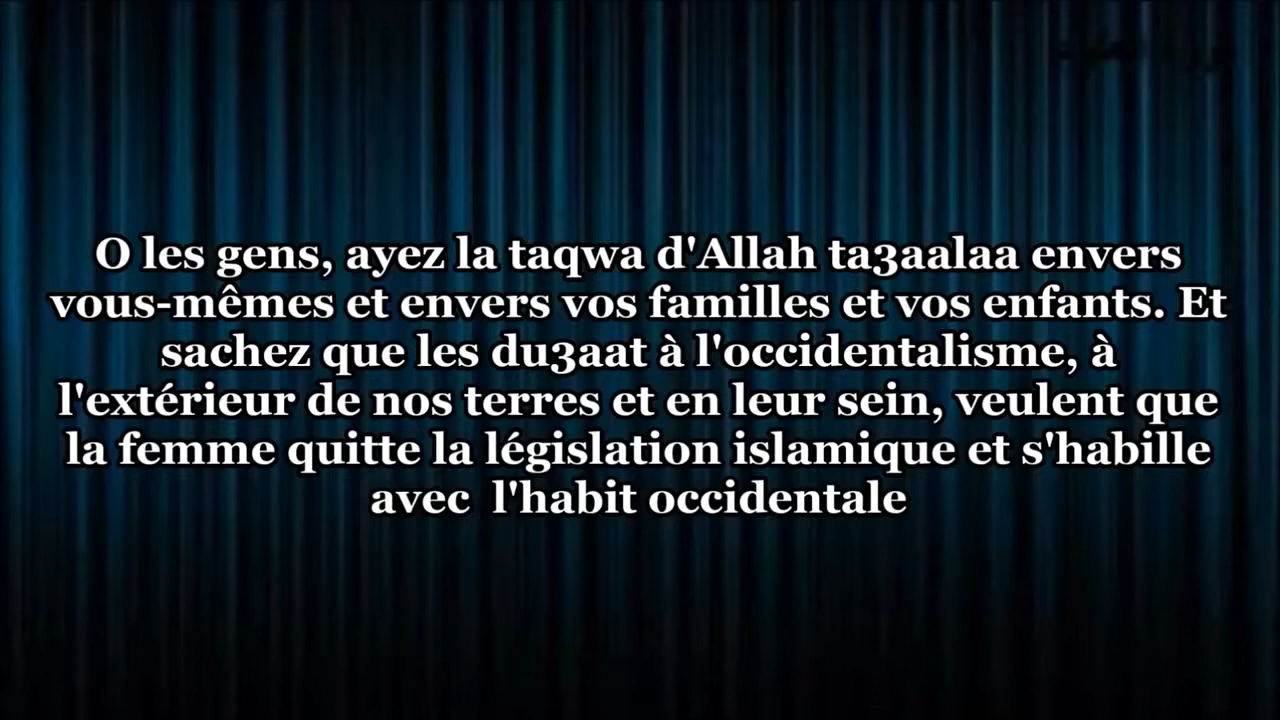 O les gens, ayez la taqwa d'Allah ta3aalaa envers
vous-mêmes et envers vos familles et vos enfants. Et
sachez que les du3aat à l'occidentalisme, à
l'extérieur de nos terres et en leur sein, veulent que
la femme quitte la législation islamique et s'habille
avec  l'habit occidentale